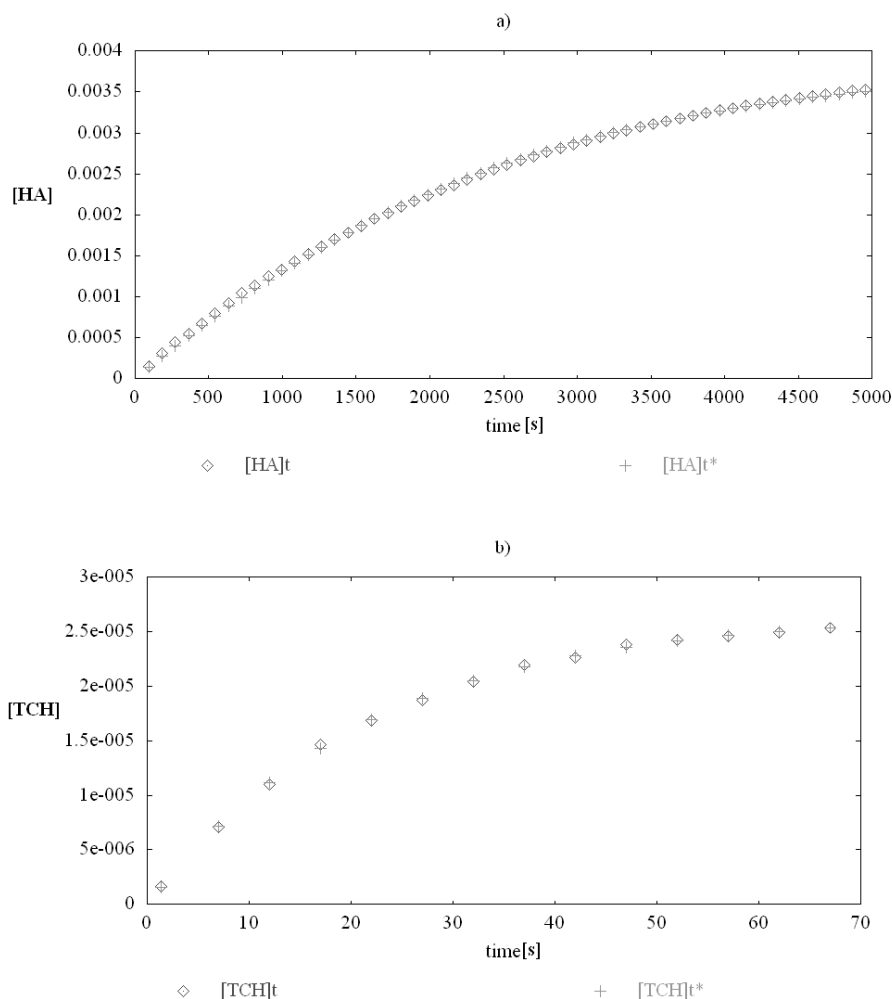 a)
0.004
0.0035
0.003
0.0025
[HA]
0.002
0.0015
0.001
0.0005
0
0 500 1000 1500 2000 2500 3000 3500 4000 4500 5000
time[s]
[HA]t [HA]t*
b)
3e-005
2.5e-005
2e-005
[TCH]
1.5e-005
1e-005
5e-006
0
0 10 20 30 40 50 60 70
time[s]
[TCH]t [TCH]t*